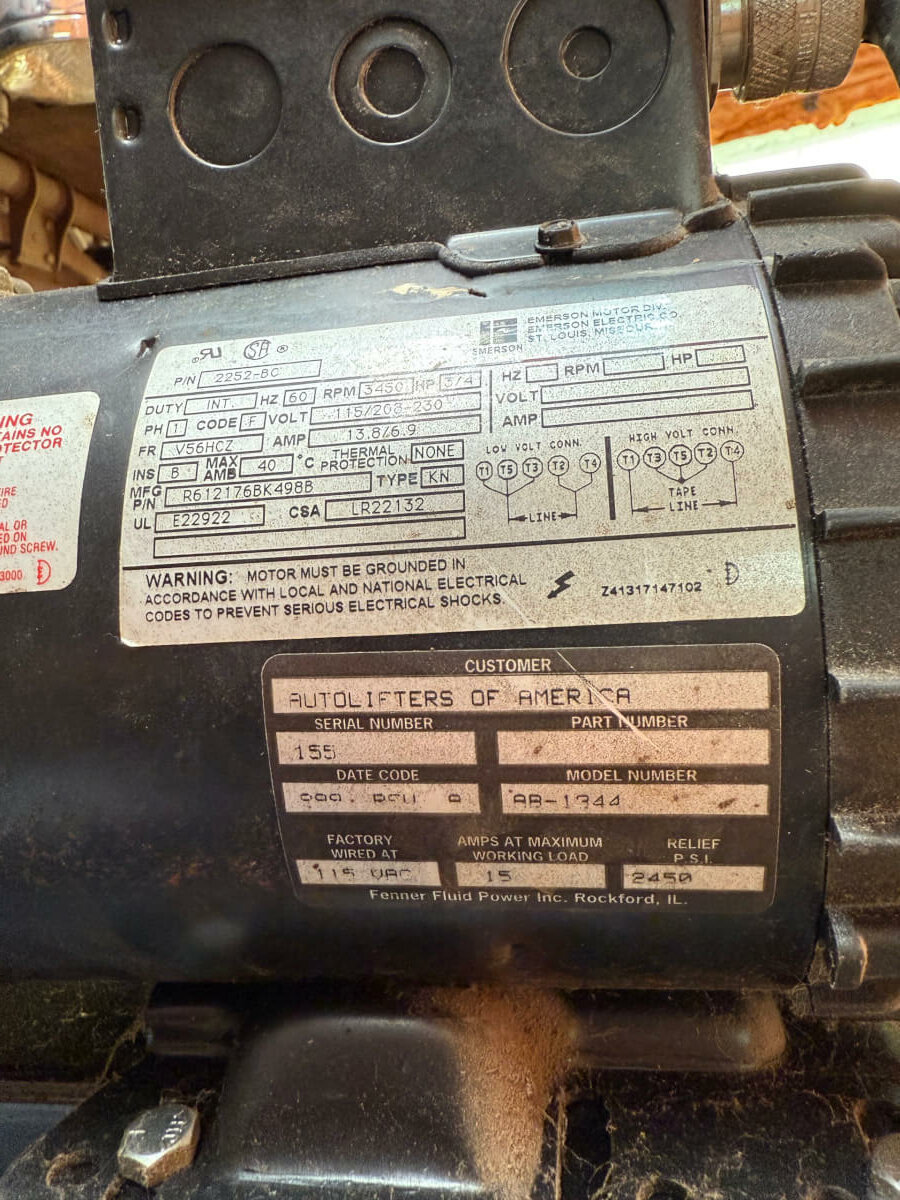 EMERSON
EMERSON MOTOR DIV.
EMERSON ELECTRIC CO.
ST. LOUIS, MISSOURI
P/N 2252-BC
DUTY INT. HZ 60 RPM 3450 HP 3/4
PH 1 CODE F VOLT 115/208-230
FR V56HCZ AMP 13.8/6.9
INS B MAX AMB 40 °C THERMAL PROTECTION NONE
MFG P/N R612176BK498B TYPE KN
UL E22922 CSA LR22132
HZ RPM HP
VOLT
AMP
LOW VOLT CONN.
T1 T5 T3 T2 T4
LINE
HIGH VOLT CONN.
T1 T3 T5 T2 T4
TAPE
LINE
WARNING: MOTOR MUST BE GROUNDED IN
ACCORDANCE WITH LOCAL AND NATIONAL ELECTRICAL
CODES TO PREVENT SERIOUS ELECTRICAL SHOCKS.
Z41317147102
NO
AL OR
ED ON
UND SCREW.
3000
CUSTOMER
AUTOLIFTERS OF AMERICA
SERIAL NUMBER PART NUMBER
155
DATE CODE MODEL NUMBER
AB-1344
FACTORY WIRED AT
115 VAC
AMPS AT MAXIMUM WORKING LOAD
15
RELIEF P.S.I.
2450
Fenner Fluid Power Inc. Rockford, IL.